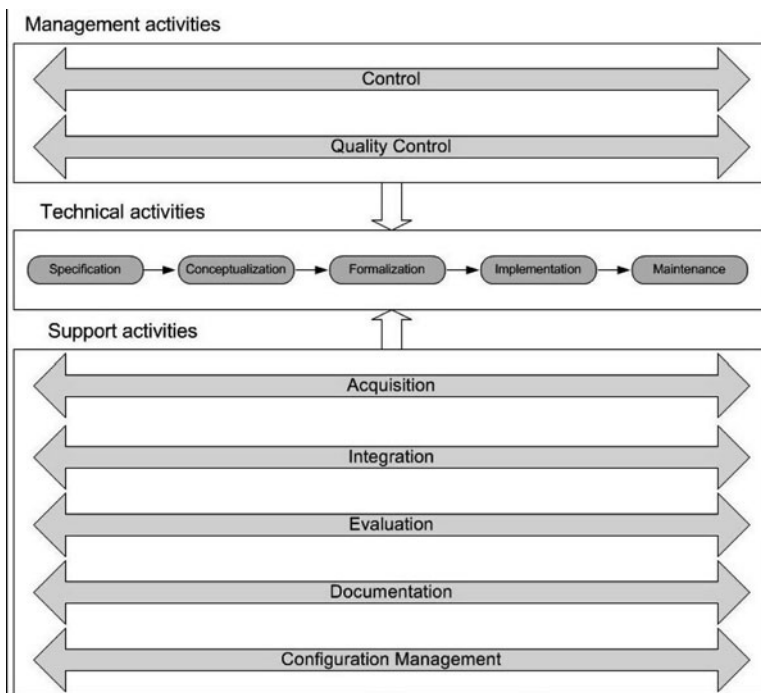 Management activities
Control
Quality Control
Technical activities
Specification Conceptualization Formalization Implementation Maintenance
Support activities
Acquisition
Integration
Evaluation
Documentation
Configuration Management